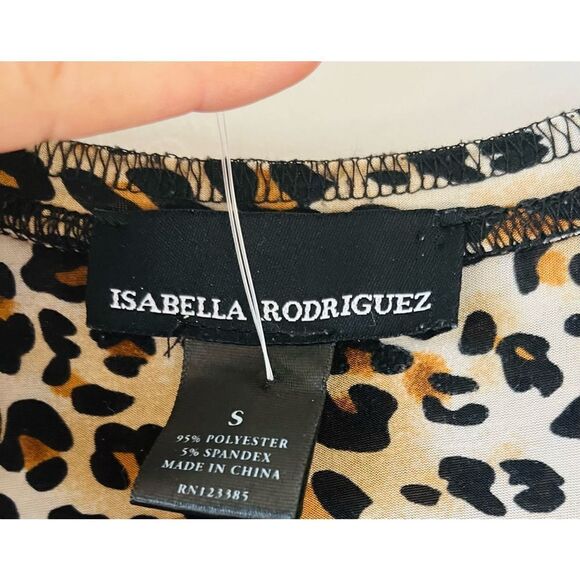 ISABELLA RODRIGUEZ
S
95% POLYESTER
5% SPANDEX
MADE IN CHINA
RN123385